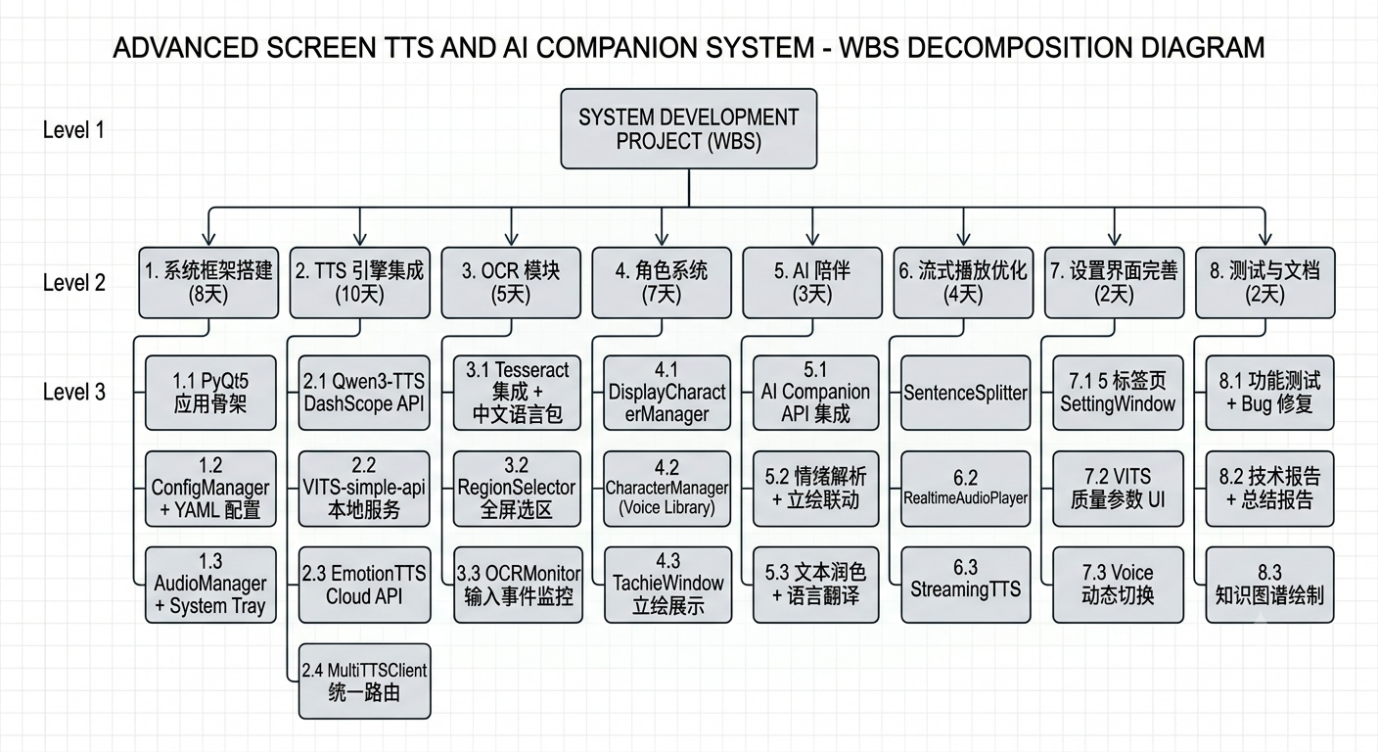 ADVANCED SCREEN TTS AND AI COMPANION SYSTEM - WBS DECOMPOSITION DIAGRAM
Level 1
SYSTEM DEVELOPMENT
PROJECT (WBS)
Level 2
1. 系统框架搭建
(8天)
2. TTS 引擎集成
(10天)
3. OCR 模块
(5天)
4. 角色系统
(7天)
5. AI 陪伴
(3天)
6. 流式播放优化
(4天)
7. 设置界面完善
(2天)
8. 测试与文档
(2天)
Level 3
1.1 PyQt5
应用骨架
2.1 Qwen3-TTS
DashScope API
3.1 Tesseract
集成 +
中文语言包
4.1
DisplayCharact
erManager
5.1
AI Companion
API 集成
SentenceSplitter
7.1 5 标签页
SettingWindow
8.1 功能测试
+ Bug 修复
1.2
ConfigManager
+ YAML 配置
2.2
VITS-simple-api
本地服务
3.2
RegionSelector
全屏选区
4.2
CharacterManager
(Voice Library)
5.2 情绪解析
+ 立绘联动
6.2
RealtimeAudioPlayer
7.2 VITS
质量参数 UI
8.2 技术报告
+ 总结报告
1.3
AudioManager
+ System Tray
2.3 EmotionTTS
Cloud API
3.3 OCRMonitor
输入事件监控
4.3
TachieWindow
立绘展示
5.3 文本润色
+ 语言翻译
6.3
StreamingTTS
7.3 Voice
动态切换
8.3
知识图谱绘制
2.4 MultiTTSClient
统一路由